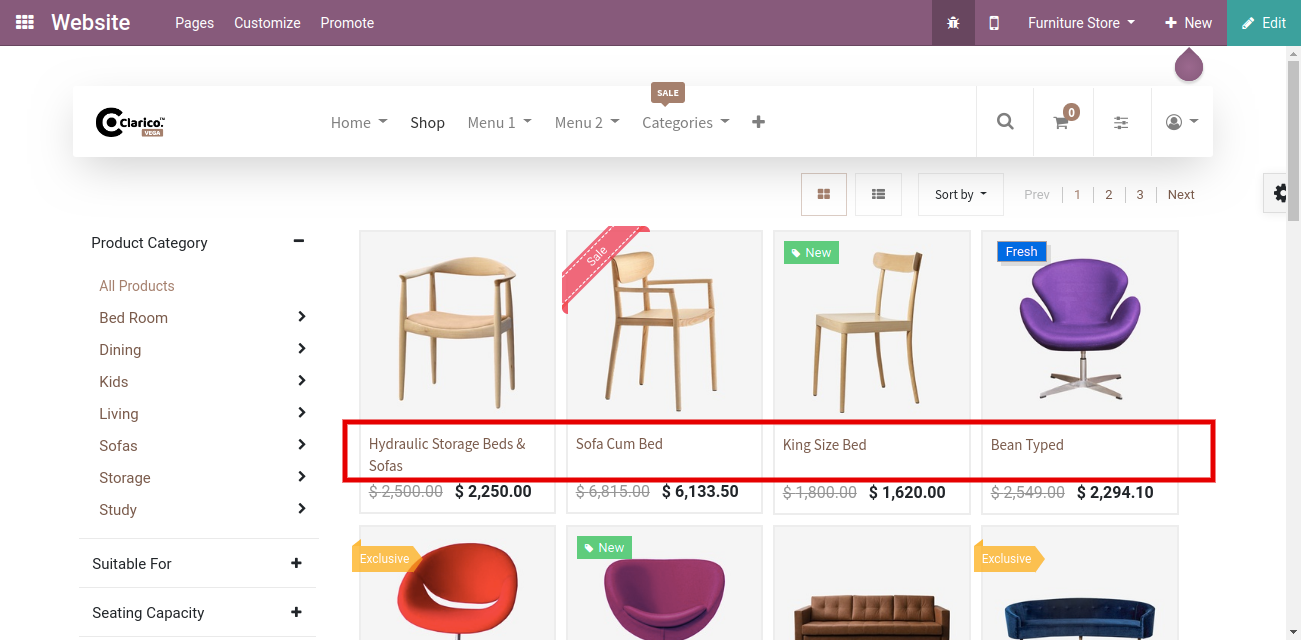 Website
Pages
Customize
Promote
Furniture Store
New
Edit
Clarico™
VEGA
Home
Shop
Menu 1
Menu 2
SALE
Categories
0
Sort by
Prev
1
2
3
Next
Product Category
All Products
Bed Room
Dining
Kids
Living
Sofas
Storage
Study
Suitable For
Seating Capacity
Hydraulic Storage Beds &
Sofas
$ 2,500.00 $ 2,250.00
Sale
Sofa Cum Bed
$ 6,815.00 $ 6,133.50
New
King Size Bed
$ 1,800.00 $ 1,620.00
Fresh
Bean Typed
$ 2,549.00 $ 2,294.10
Exclusive
New
Exclusive